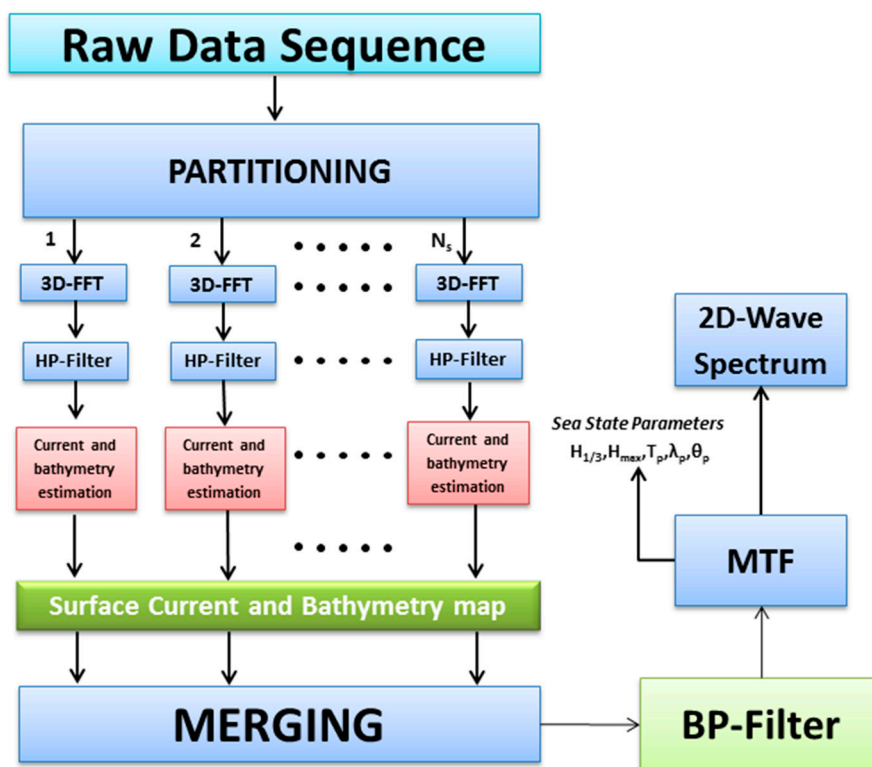 Raw Data Sequence
PARTITIONING
1
2
Nₛ
3D-FFT
3D-FFT
3D-FFT
HP-Filter
HP-Filter
HP-Filter
Current and
bathymetry
estimation
Current and
bathymetry
estimation
Current and
bathymetry
estimation
Surface Current and Bathymetry map
MERGING
BP-Filter
MTF
Sea State Parameters
H₁/₃,Hₘₐₓ,Tₚ,λₚ,θₚ
2D-Wave
Spectrum